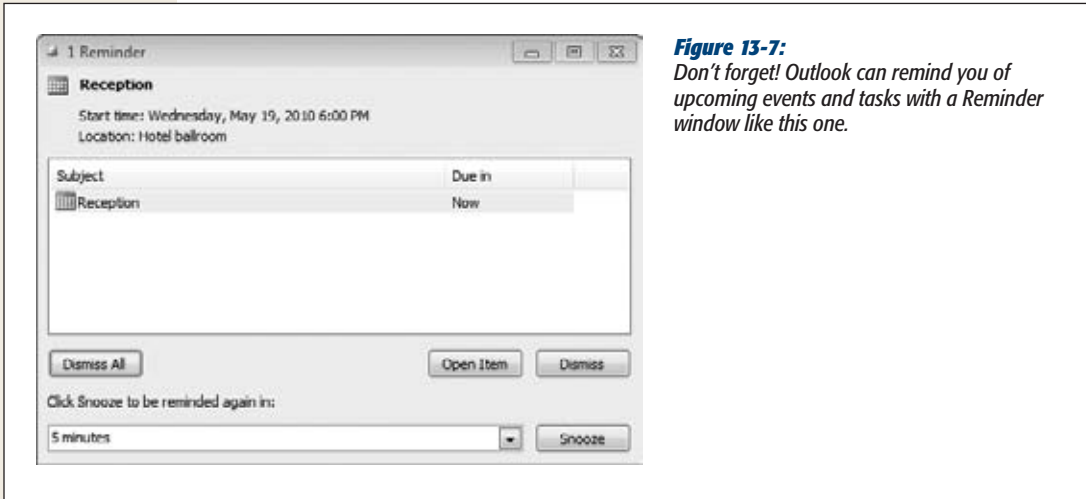 1 Reminder
Reception
Start time: Wednesday, May 19, 2010 6:00 PM
Location: Hotel ballroom
Subject Due in
Reception Now
Dismiss All Open Item Dismiss
Click Snooze to be reminded again in:
5 minutes Snooze
Figure 13-7:
Don't forget! Outlook can remind you of
upcoming events and tasks with a Reminder
window like this one.